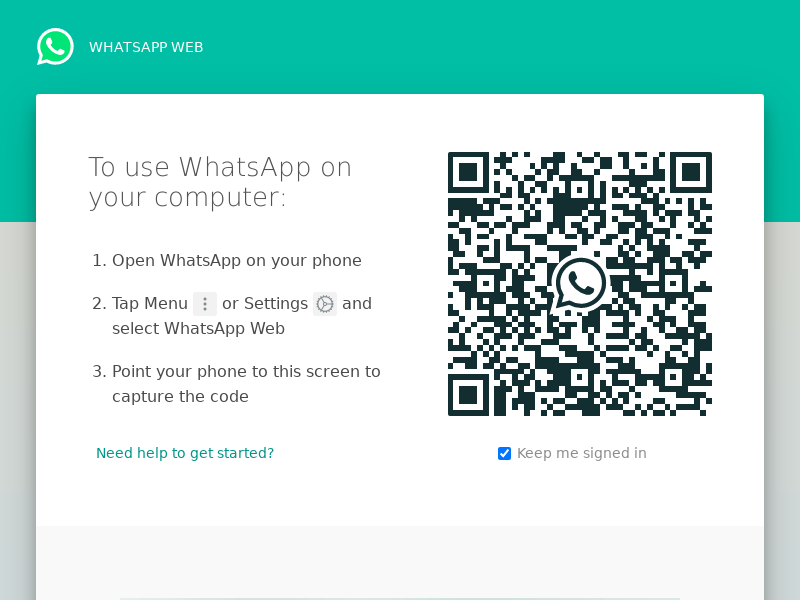 WHATSAPP WEB
To use WhatsApp on
your computer:
1. Open WhatsApp on your phone
2. Tap Menu or Settings and
select WhatsApp Web
3. Point your phone to this screen to
capture the code
Need help to get started?
Keep me signed in